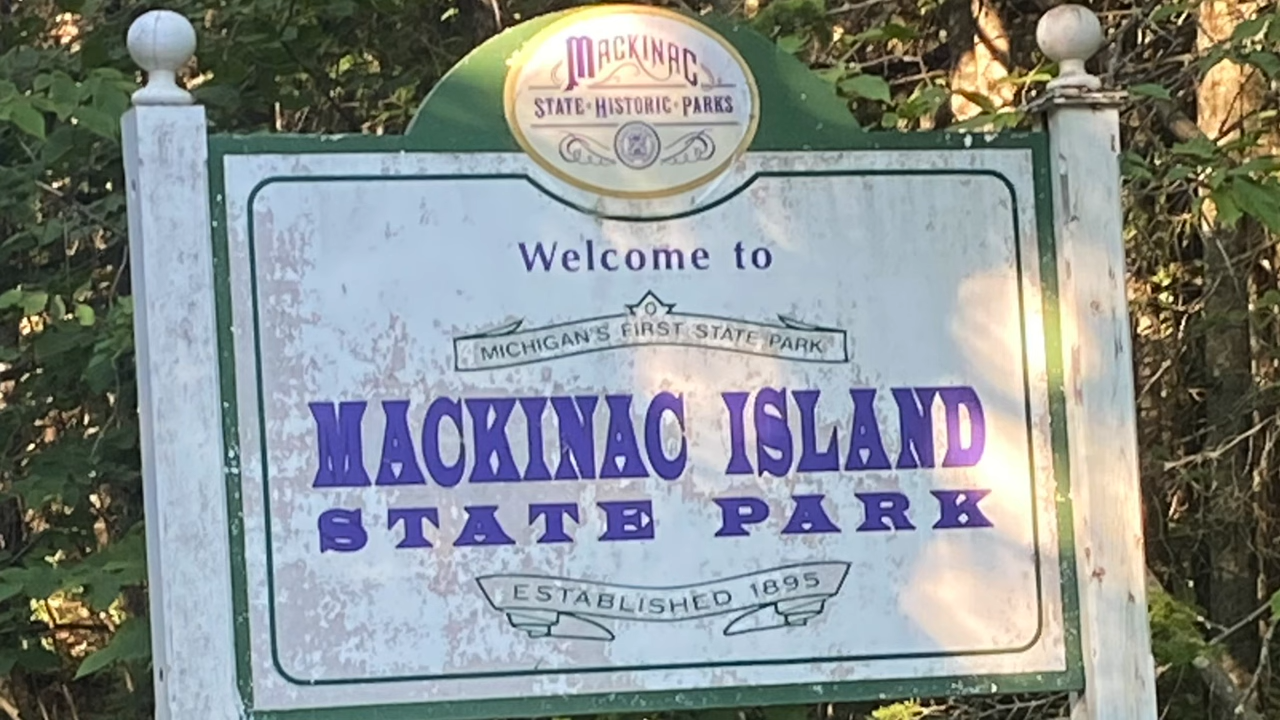 MACKINAC
STATE • HISTORIC • PARKS
Welcome to
MICHIGAN'S FIRST STATE PARK
MACKINAC ISLAND
STATE PARK
ESTABLISHED 1895